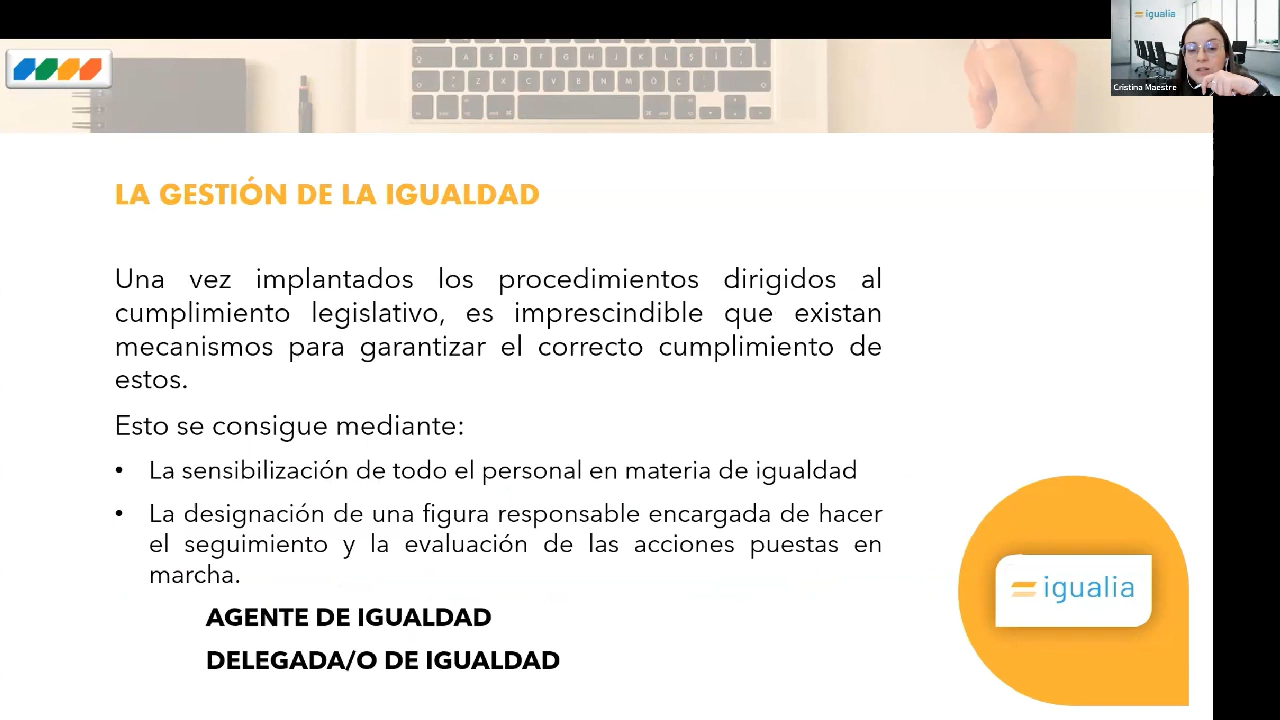 igualia
Cristina Maestre
LA GESTIÓN DE LA IGUALDAD
Una vez implantados los procedimientos dirigidos al
cumplimiento legislativo, es imprescindible que existan
mecanismos para garantizar el correcto cumplimiento de
estos.
Esto se consigue mediante:
• La sensibilización de todo el personal en materia de igualdad
• La designación de una figura responsable encargada de hacer
el seguimiento y la evaluación de las acciones puestas en
marcha.
AGENTE DE IGUALDAD
DELEGADA/O DE IGUALDAD
igualia